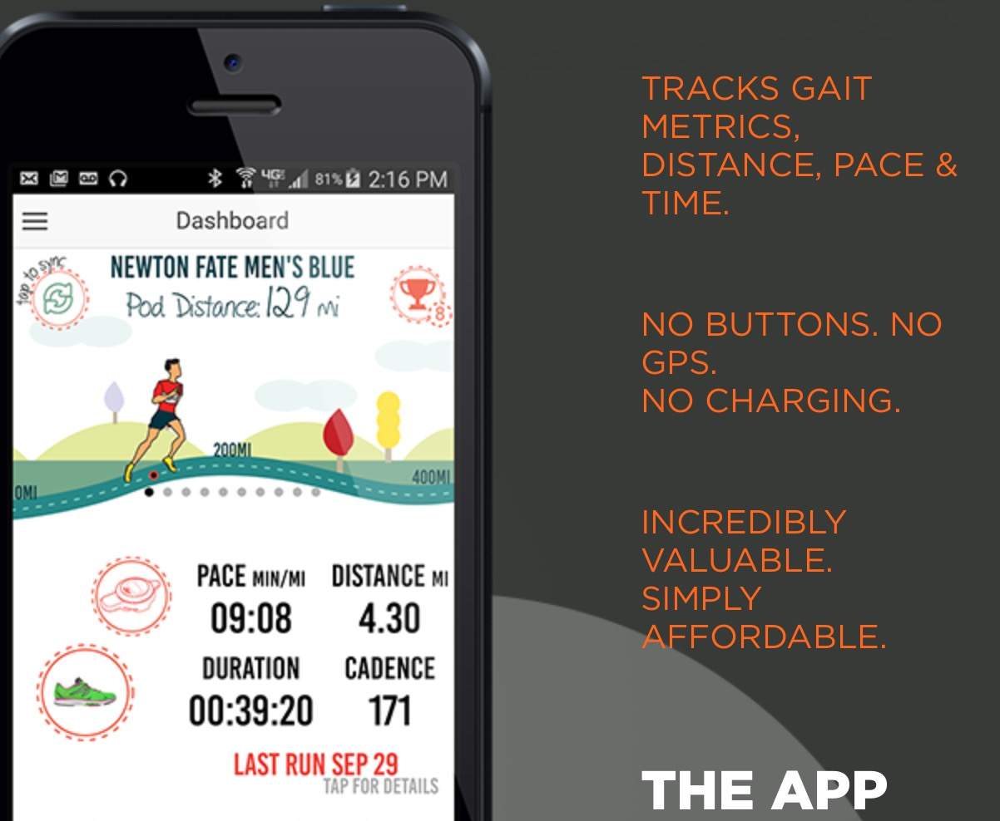 4G 81% 2:16 PM
Dashboard
tap to sync
NEWTON FATE MEN'S BLUE
Pod Distance: 129 mi
8
200MI
400MI
0MI
PACE MIN/MI DISTANCE MI
09:08 4.30
DURATION CADENCE
00:39:20 171
LAST RUN SEP 29
TAP FOR DETAILS
TRACKS GAIT
METRICS,
DISTANCE, PACE &
TIME.
NO BUTTONS. NO
GPS.
NO CHARGING.
INCREDIBLY
VALUABLE.
SIMPLY
AFFORDABLE.
THE APP